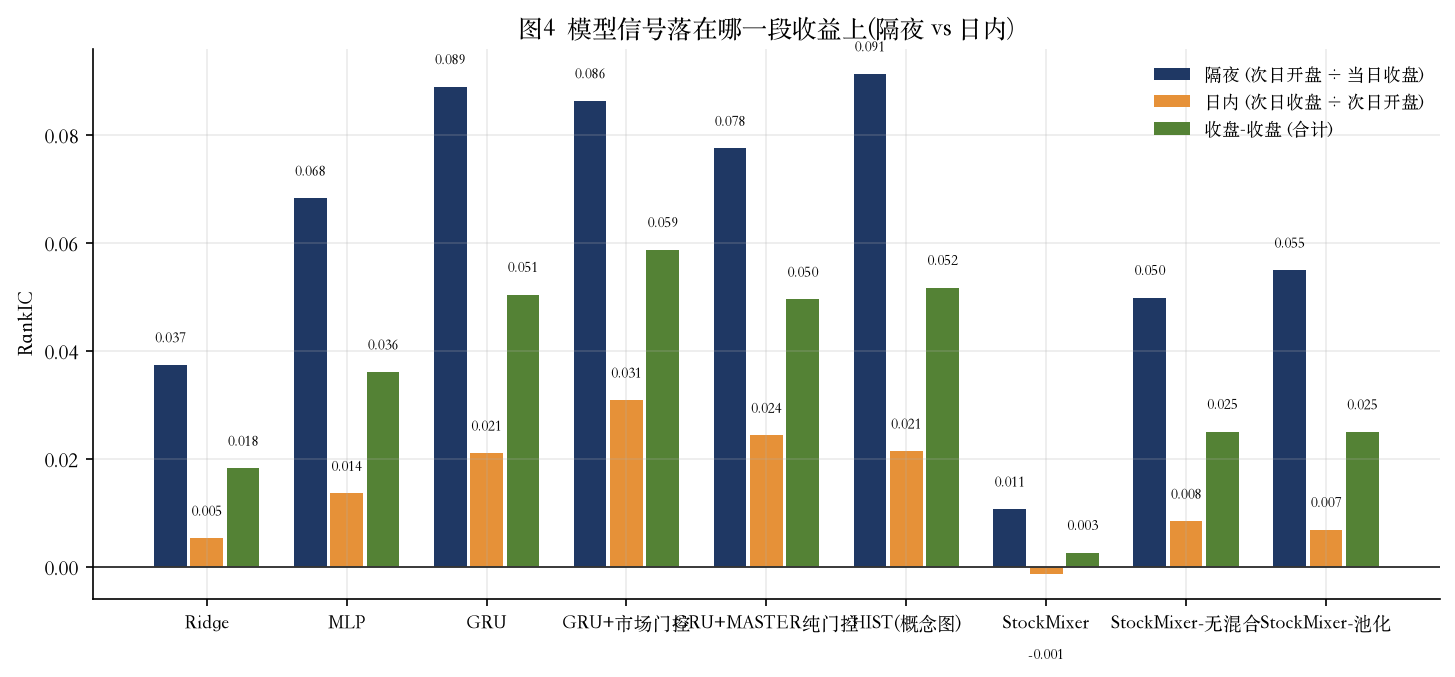 图4 模型信号落在哪一段收益上(隔夜 vs 日内)
隔夜 (次日开盘 ÷ 当日收盘)
日内 (次日收盘 ÷ 次日开盘)
收盘-收盘 (合计)
RankIC
0.08
0.06
0.04
0.02
0.00
0.037
0.005
0.018
0.068
0.014
0.036
0.089
0.021
0.051
0.086
0.031
0.059
0.078
0.024
0.050
0.091
0.021
0.052
0.011
-0.001
0.003
0.050
0.008
0.025
0.055
0.007
0.025
Ridge
MLP
GRU
GRU+市场门控
GRU+MASTER纯门控
HIST(概念图)
StockMixer
StockMixer-无混合
StockMixer-池化